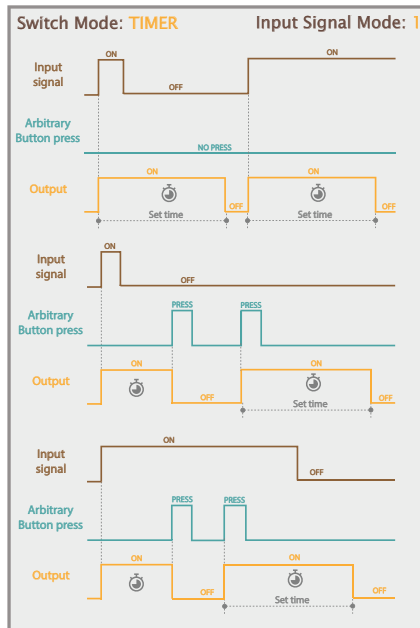 Switch Mode: TIMER Input Signal Mode: 1
ON ON
Input
signal
OFF
Arbitrary
Button press
NO PRESS
ON ON
Output
OFF OFF
Set time Set time
ON
Input
signal
OFF
PRESS PRESS
Arbitrary
Button press
ON ON
Output
OFF OFF
Set time
ON
Input
signal
OFF
PRESS PRESS
Arbitrary
Button press
ON ON
Output
OFF OFF
Set time